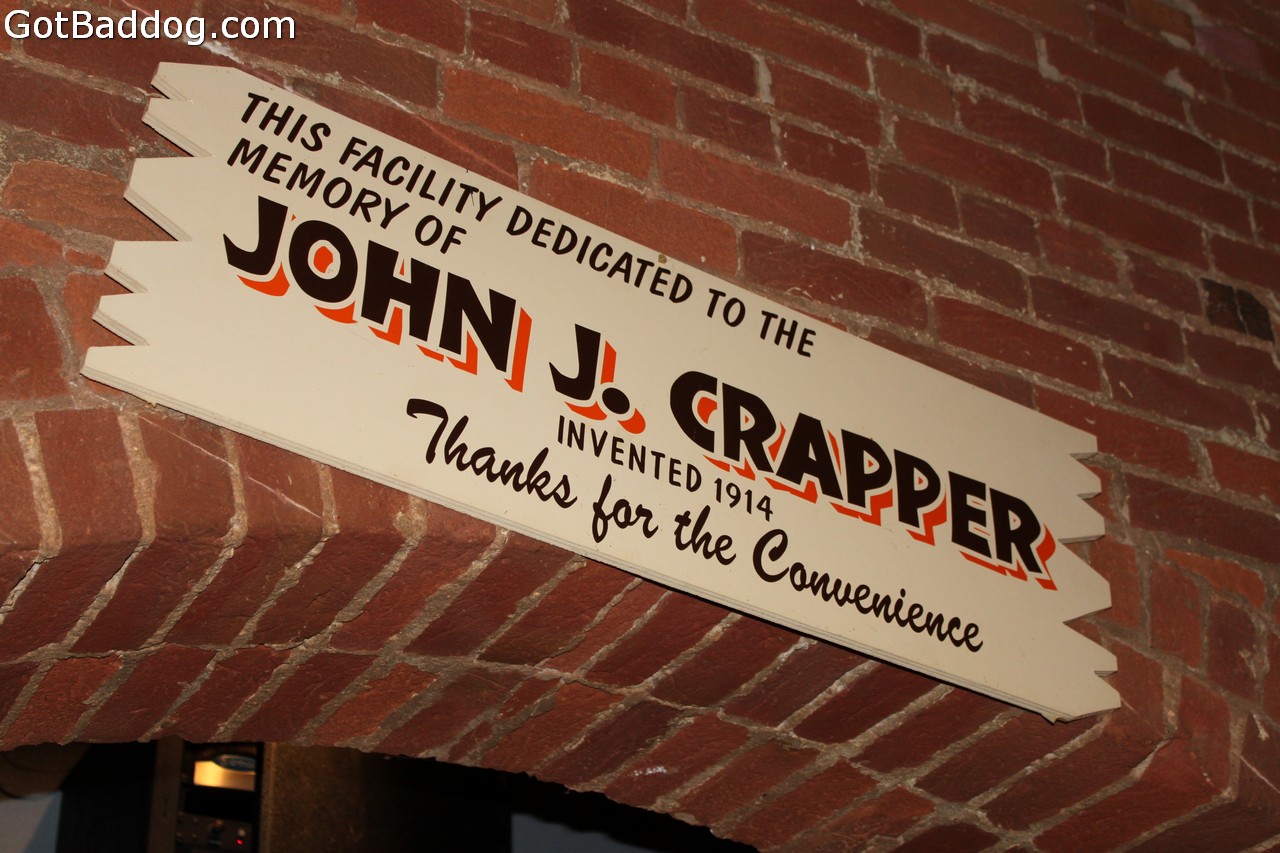 GotBaddog.com
THIS FACILITY DEDICATED TO THE
MEMORY OF
JOHN J. CRAPPER
INVENTED 1914
Thanks for the Convenience